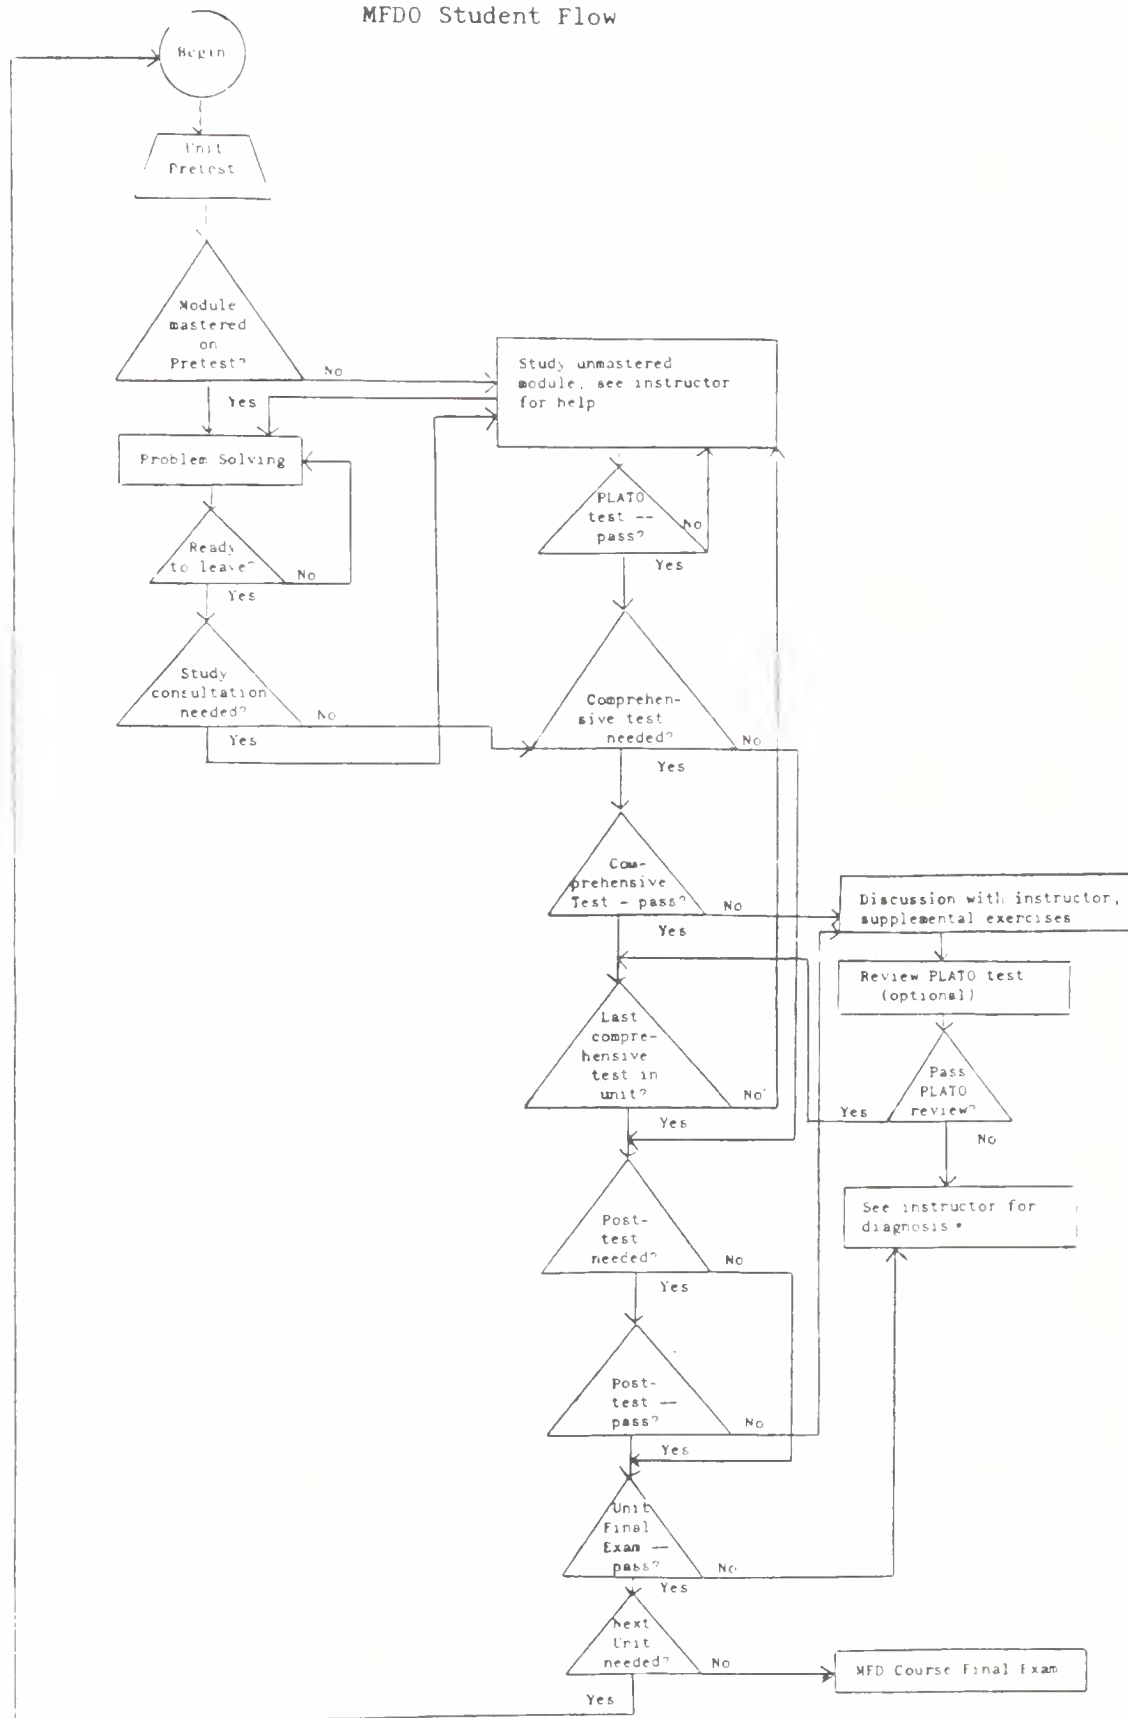 MFDO Student Flow
Begin
Unit
Pretest
Module
mastered
on
Pretest?
No
Yes
Study unmastered
module, see instructor
for help
Problem Solving
PLATO
test --
pass?
No
Yes
Ready
to leave?
No
Yes
Study
consultation
needed?
No
Yes
Comprehen-
sive test
needed?
No
Yes
Com-
prehensive
Test - pass?
No
Yes
Discussion with instructor,
supplemental exercises
Review PLATO test
(optional)
Last
compre-
hensive
test in
unit?
No
Yes
Pass
PLATO
review?
Yes
No
See instructor for
diagnosis *
Post-
test
needed?
No
Yes
Post-
test --
pass?
No
Yes
Unit
Final
Exam --
pass?
No
Yes
Next
Unit
needed?
No
Yes
MFD Course Final Exam